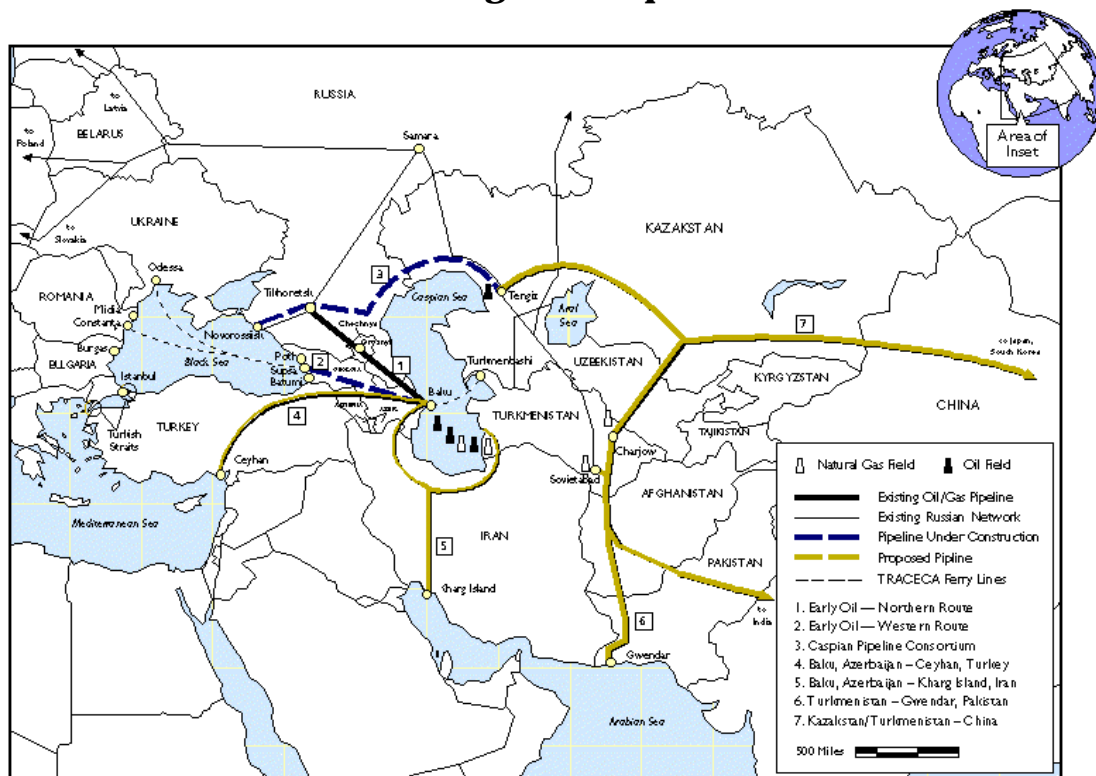 Area of
Inset
RUSSIA
to
Latvia
to
Poland
BELARUS
Samara
UKRAINE
to
Slovakia
KAZAKSTAN
Odessa
ROMANIA
Midia
Constanta
Tilhoretsk
3
Caspian Sea
Tengiz
Aral
Sea
7
to Japan,
South Korea
Novorossisk
Chechnya
Grozny
Burgas
BULGARIA
Black Sea
Poti
Supsa
Batumi
2
1
Turkmenbashi
UZBEKISTAN
KYRGYZSTAN
Istanbul
Baku
TURKMENISTAN
CHINA
4
TURKEY
Turkish
Straits
TAJIKISTAN
Charjow
Ceyhan
Sovietabad
AFGHANISTAN
Mediterranean Sea
IRAN
5
PAKISTAN
Kharg Island
to
India
6
Gwendar
Arabian Sea
Natural Gas Field
Oil Field
Existing Oil/Gas Pipeline
Existing Russian Network
Pipeline Under Construction
Proposed Pipline
TRACECA Ferry Lines
1. Early Oil — Northern Route
2. Early Oil — Western Route
3. Caspian Pipeline Consortium
4. Baku, Azerbaijan – Ceyhan, Turkey
5. Baku, Azerbaijan – Kharg Island, Iran
6. Turkmenistan – Gwendar, Pakistan
7. Kazakstan/Turkmenistan – China
500 Miles